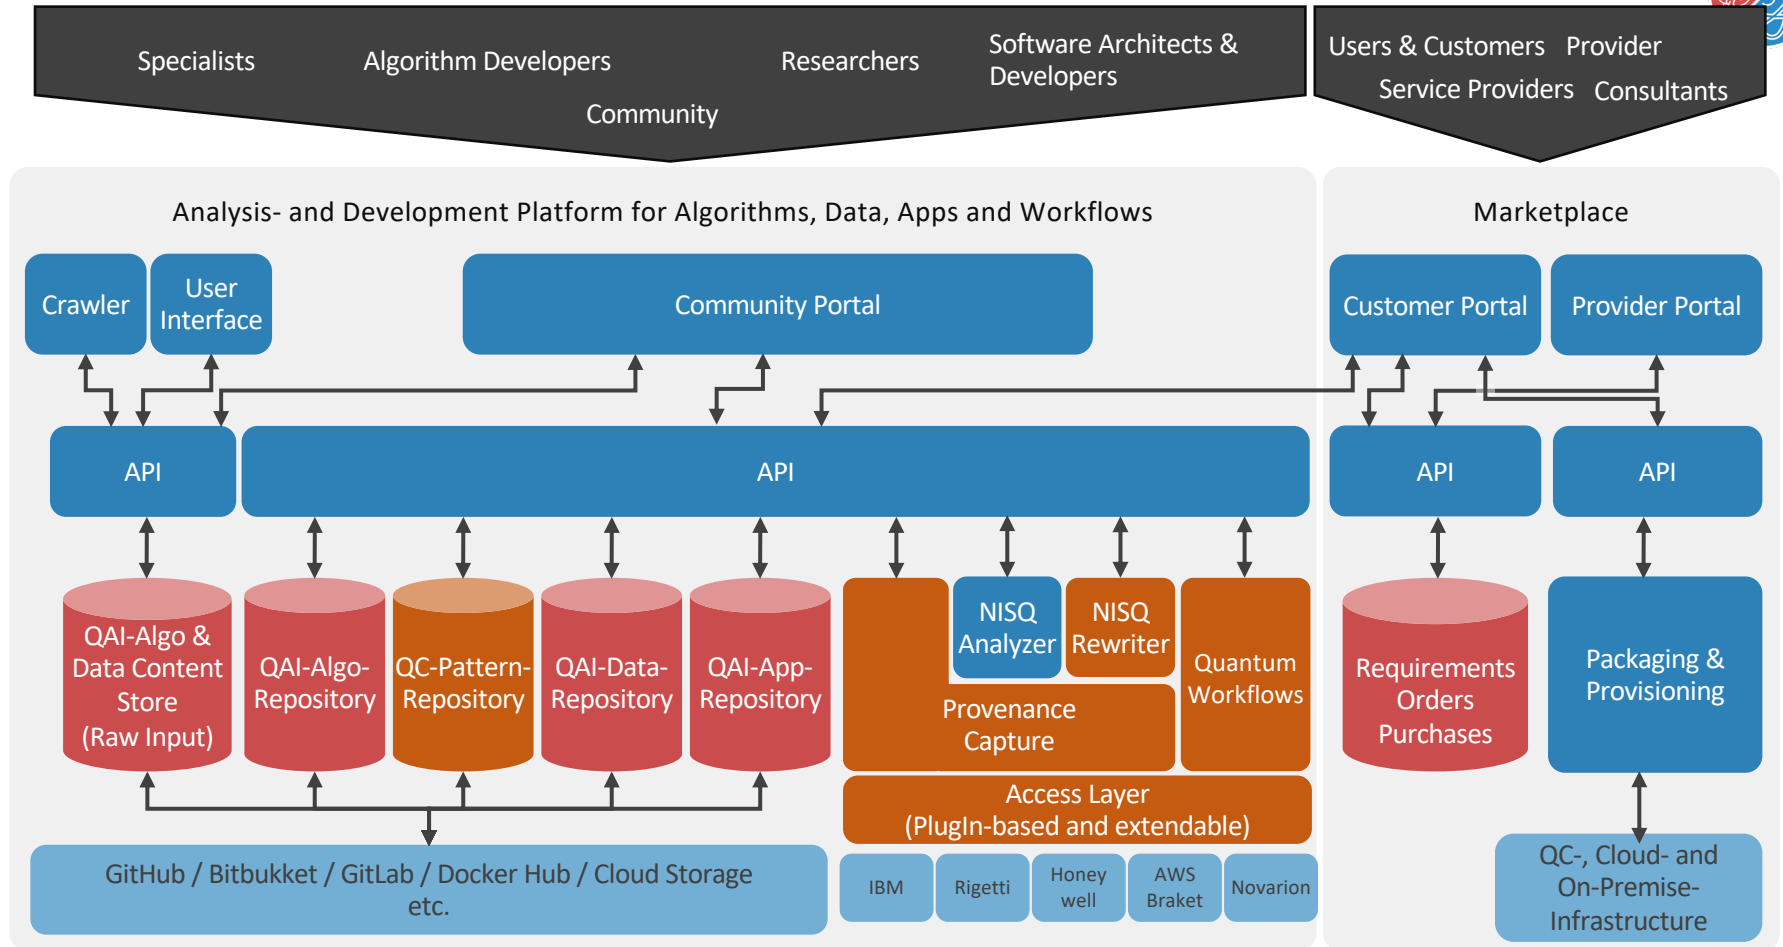 Specialists
Algorithm Developers
Researchers
Software Architects &
Developers
Community
Users & Customers
Provider
Service Providers
Consultants
Analysis- and Development Platform for Algorithms, Data, Apps and Workflows
Marketplace
Crawler
User
Interface
Community Portal
Customer Portal
Provider Portal
API
API
API
API
QAI-Algo &
Data Content
Store
(Raw Input)
QAI-Algo-
Repository
QC-Pattern-
Repository
QAI-Data-
Repository
QAI-App-
Repository
NISQ
Analyzer
NISQ
Rewriter
Provenance
Capture
Quantum
Workflows
Requirements
Orders
Purchases
Packaging &
Provisioning
Access Layer
(PlugIn-based and extendable)
GitHub / Bitbukket / GitLab / Docker Hub / Cloud Storage
etc.
IBM
Rigetti
Honey
well
AWS
Braket
Novarion
QC-, Cloud- and
On-Premise-
Infrastructure